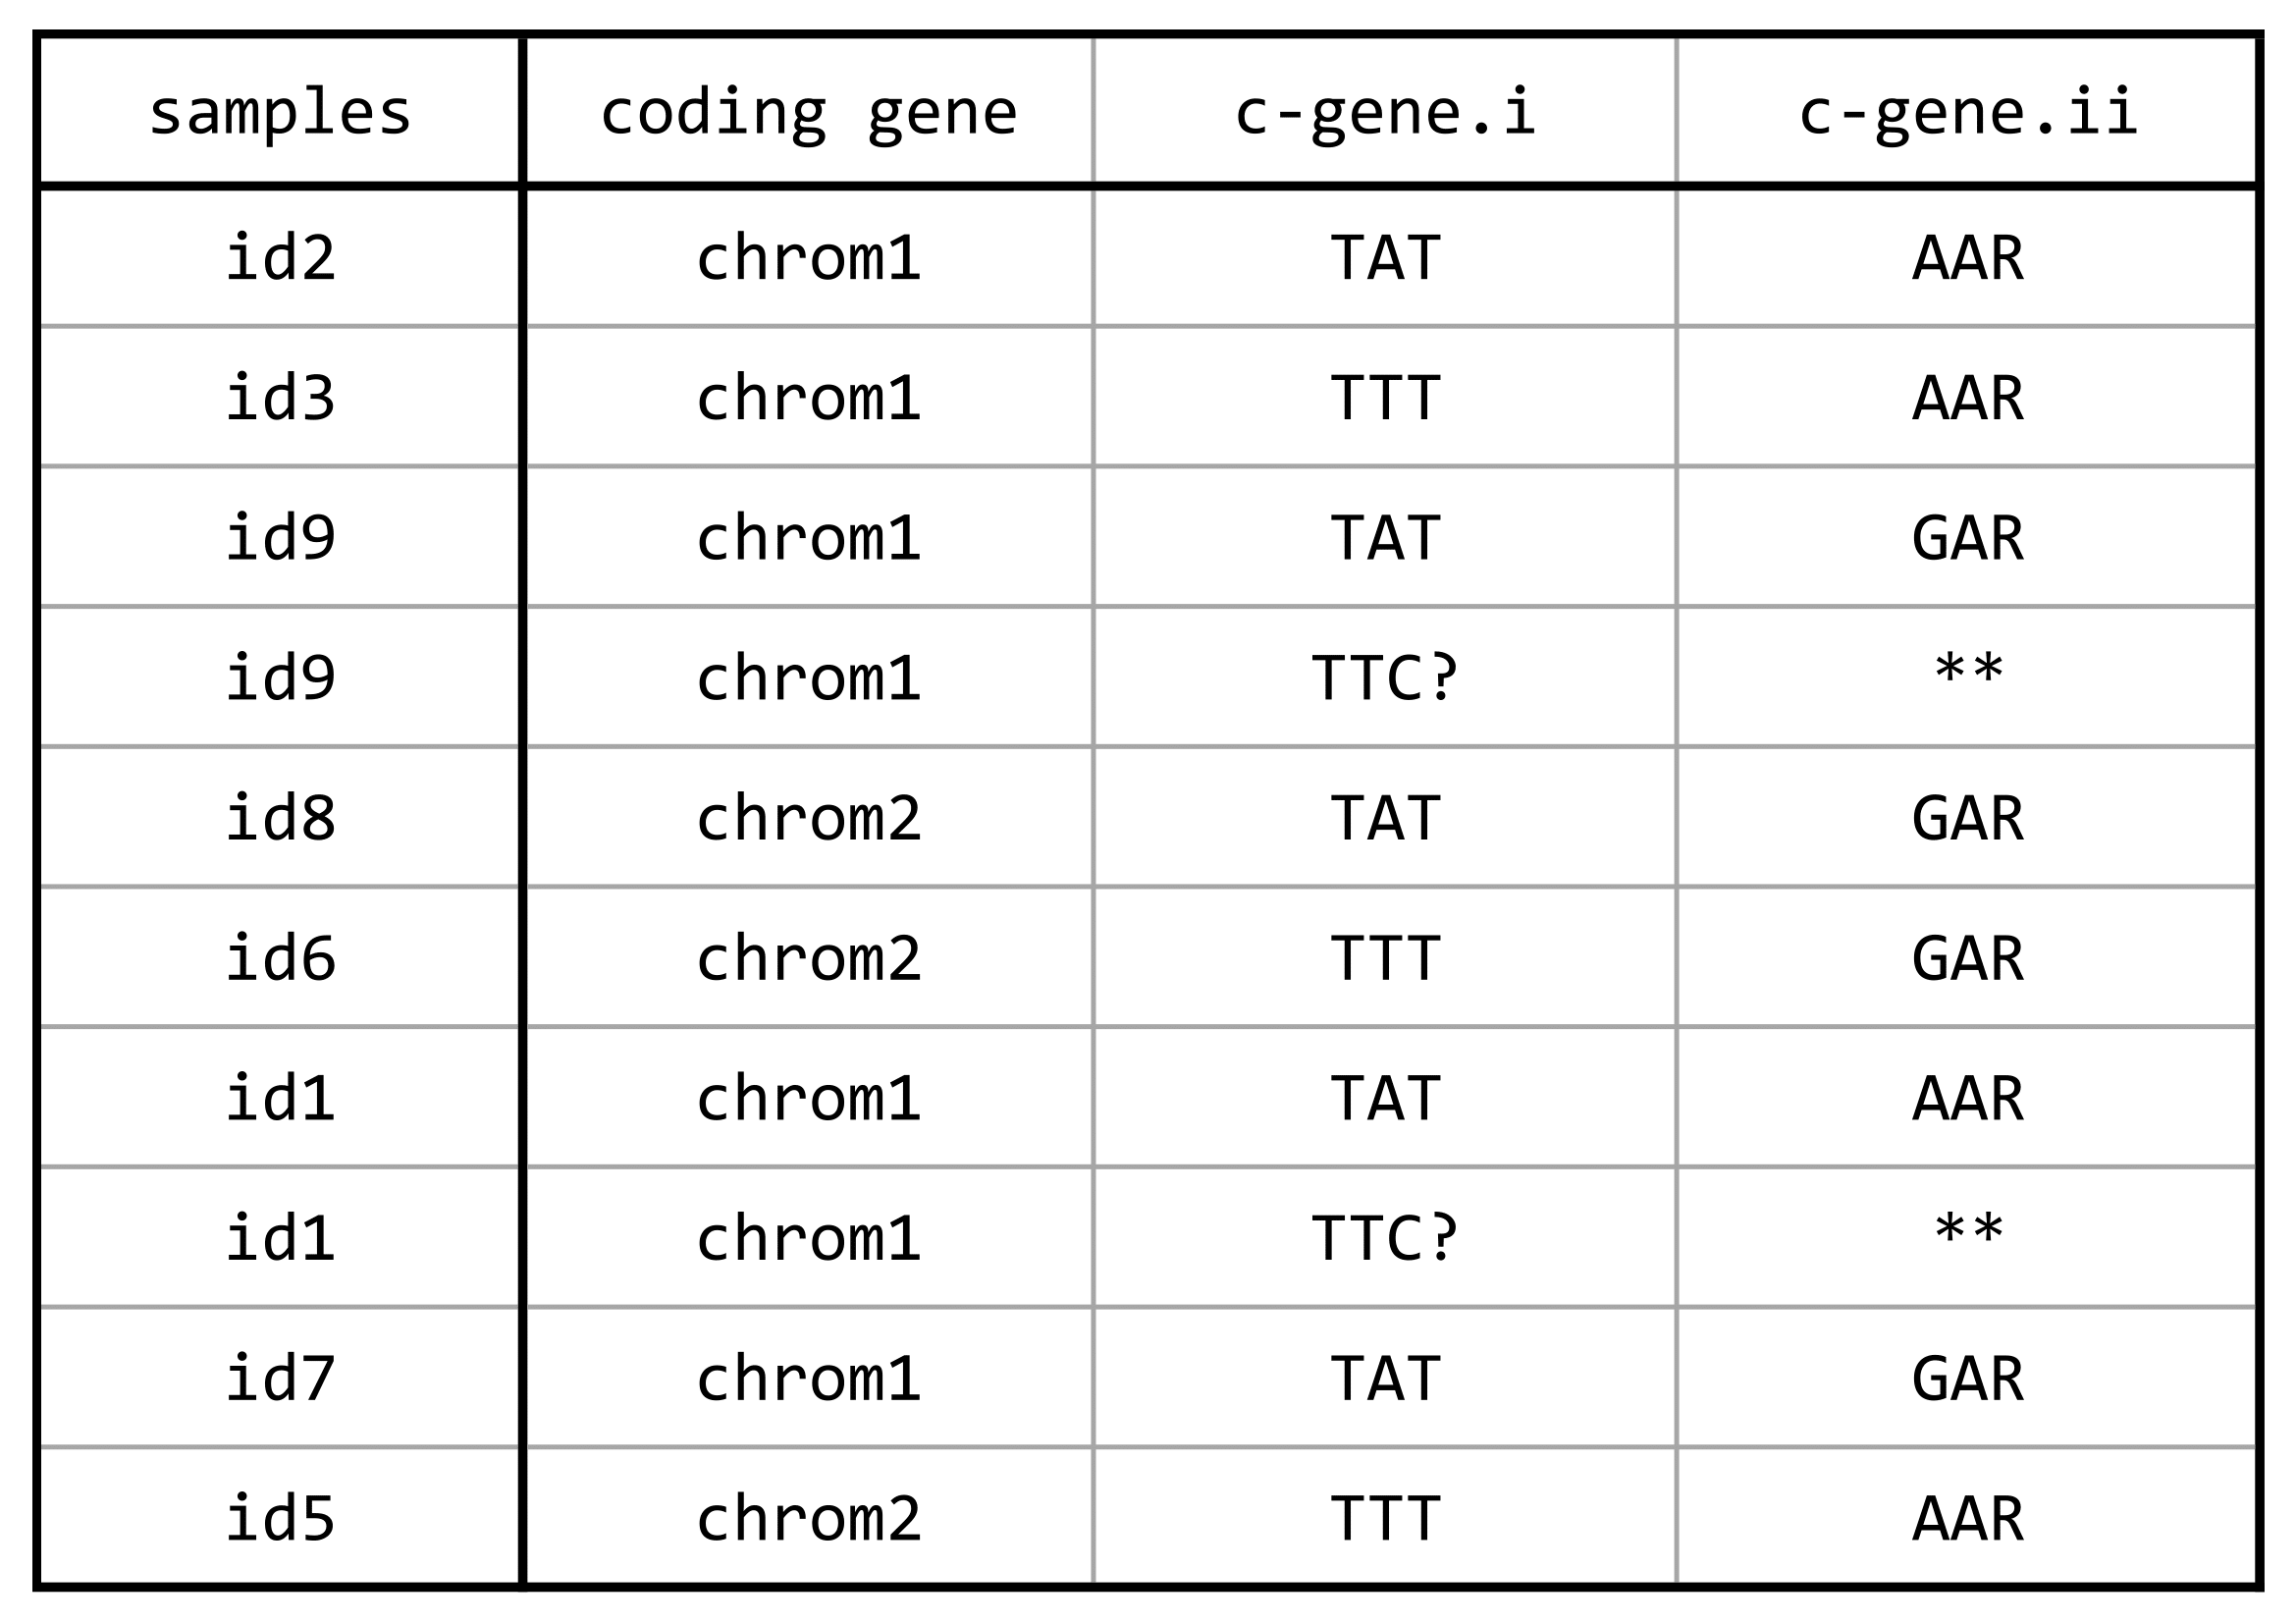 samples coding gene c-gene.i c-gene.ii
id2 chrom1 TAT AAR
id3 chrom1 TTT AAR
id9 chrom1 TAT GAR
id9 chrom1 TTC? **
id8 chron2 TAT GAR
id6 chron2 TTT GAR
id1 chrom1 TAT AAR
id1 chrom1 TTC? **
id7 chrom1 TAT GAR
id5 chrom2 TTT AAR